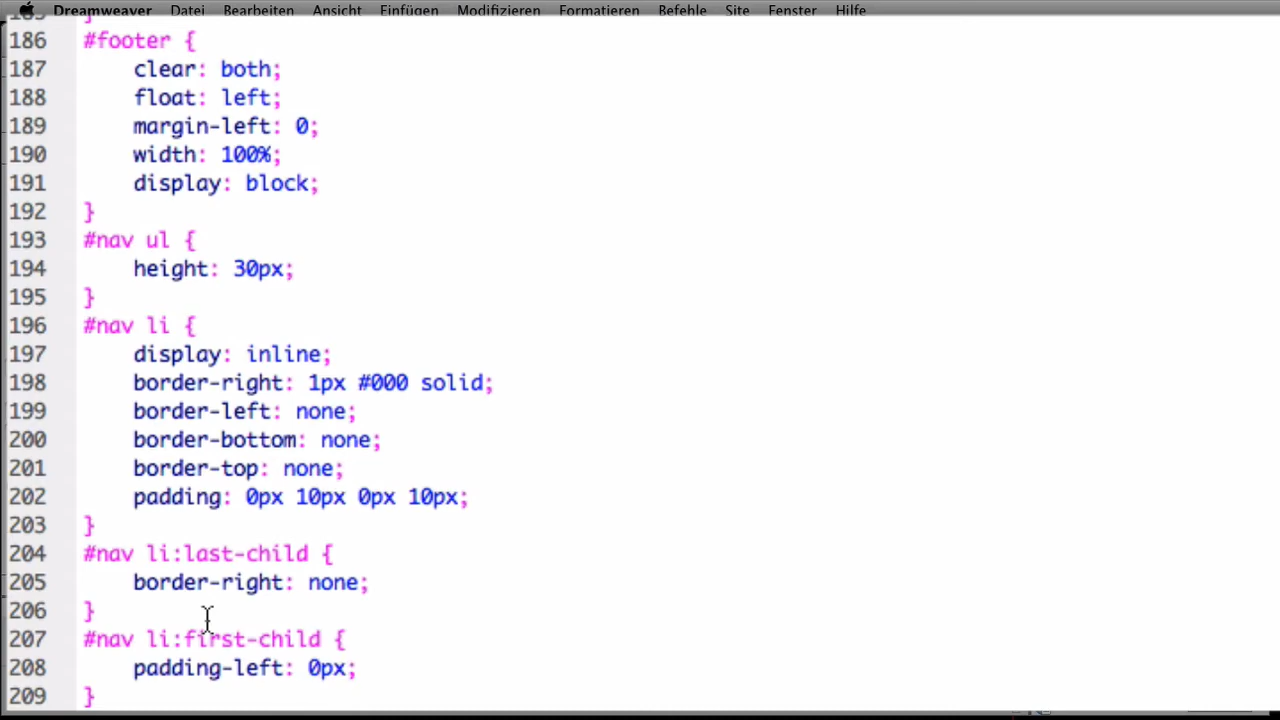 Dreamweaver Datei Bearbeiten Ansicht Einfügen Modifizieren Formatieren Befehle Site Fenster Hilfe
185 }
186 #footer {
187 clear: both;
188 float: left;
189 margin-left: 0;
190 width: 100%;
191 display: block;
192 }
193 #nav ul {
194 height: 30px;
195 }
196 #nav li {
197 display: inline;
198 border-right: 1px #000 solid;
199 border-left: none;
200 border-bottom: none;
201 border-top: none;
202 padding: 0px 10px 0px 10px;
203 }
204 #nav li:last-child {
205 border-right: none;
206 }
207 #nav li:first-child {
208 padding-left: 0px;
209 }